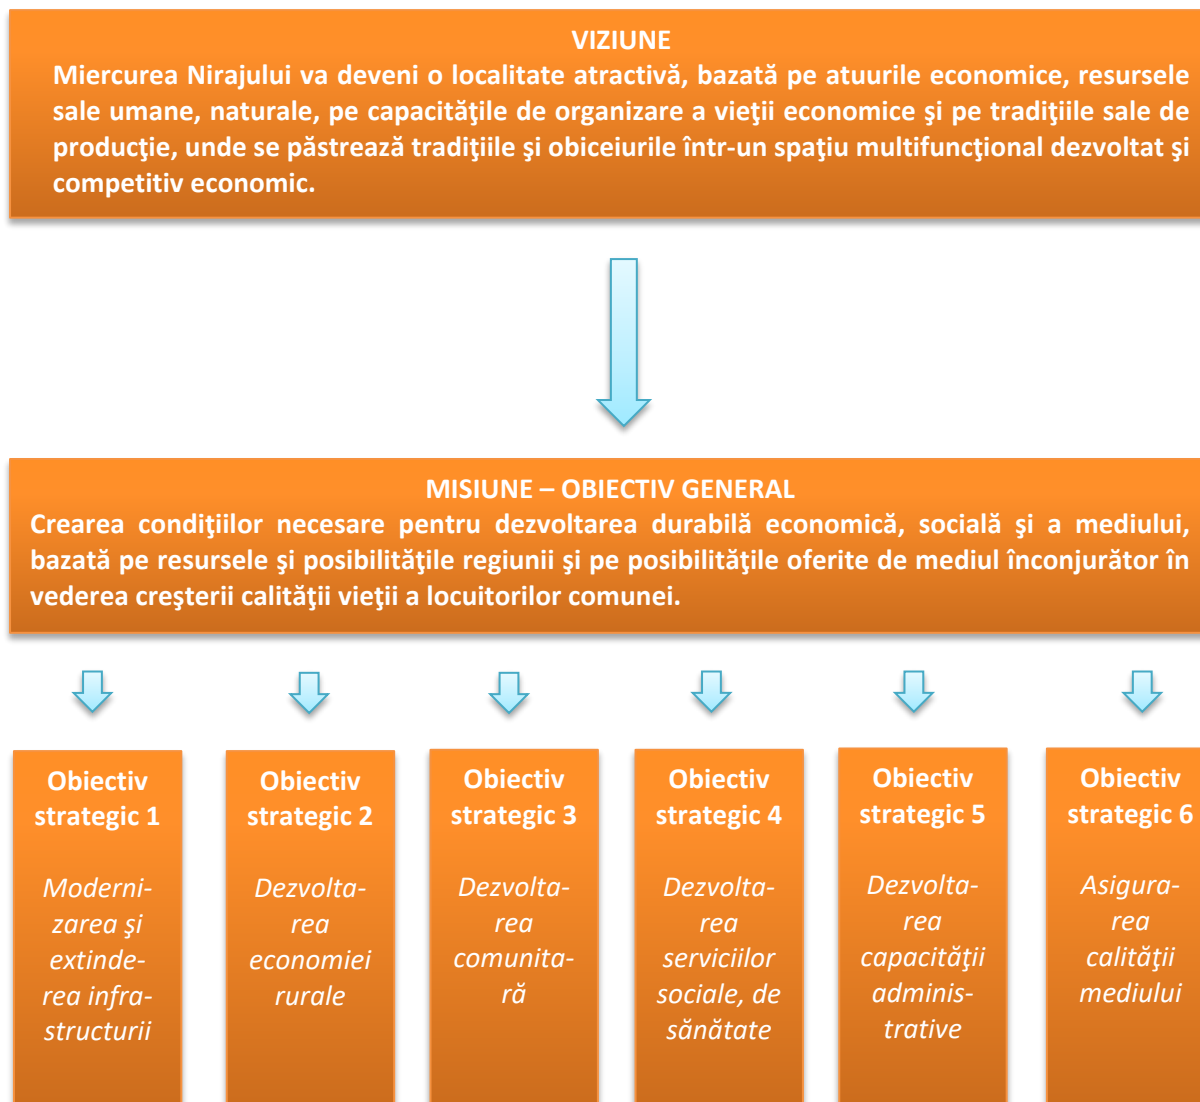 VIZIUNE
Miercurea Nirajului va deveni o localitate atractivă, bazată pe atuurile economice, resursele
sale umane, naturale, pe capacităţile de organizare a vieţii economice şi pe tradiţiile sale de
producţie, unde se păstrează tradiţiile şi obiceiurile într-un spaţiu multifuncţional dezvoltat şi
competitiv economic.
MISIUNE – OBIECTIV GENERAL
Crearea condiţiilor necesare pentru dezvoltarea durabilă economică, socială şi a mediului,
bazată pe resursele şi posibilităţile regiunii şi pe posibilităţile oferite de mediul înconjurător în
vederea creşterii calităţii vieţii a locuitorilor comunei.
Obiectiv
strategic 1
Moderni-
zarea şi
extinde-
rea infra-
structurii
Obiectiv
strategic 2
Dezvolta-
rea
economiei
rurale
Obiectiv
strategic 3
Dezvolta-
rea
comunita-
ră
Obiectiv
strategic 4
Dezvolta-
rea
serviciilor
sociale, de
sănătate
Obiectiv
strategic 5
Dezvolta-
rea
capacităţii
adminis-
trative
Obiectiv
strategic 6
Asigura-
rea
calităţii
mediului